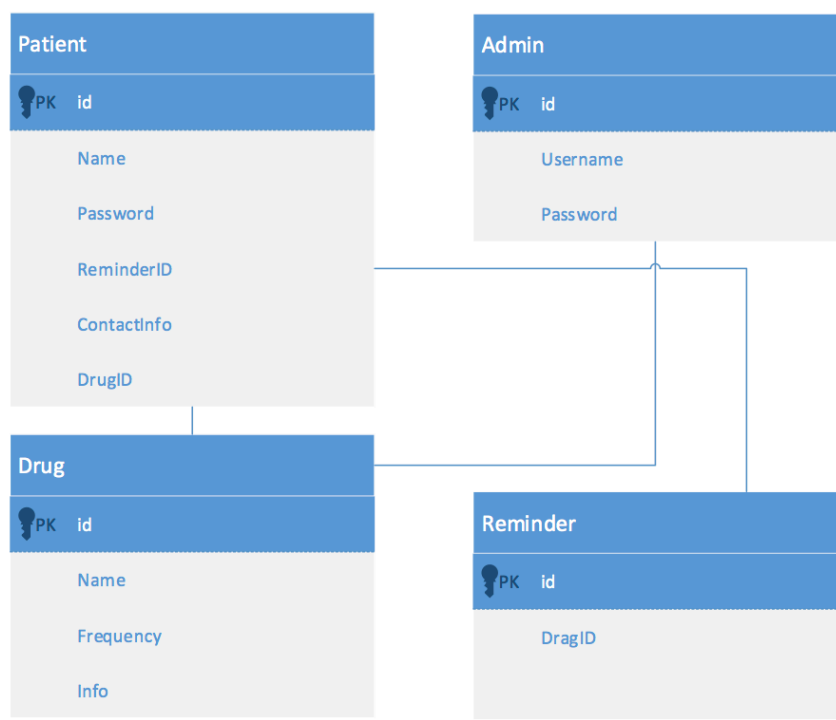 Patient
PK id
Name
Password
ReminderID
ContactInfo
DrugID
Admin
PK id
Username
Password
Drug
PK id
Name
Frequency
Info
Reminder
PK id
DragID